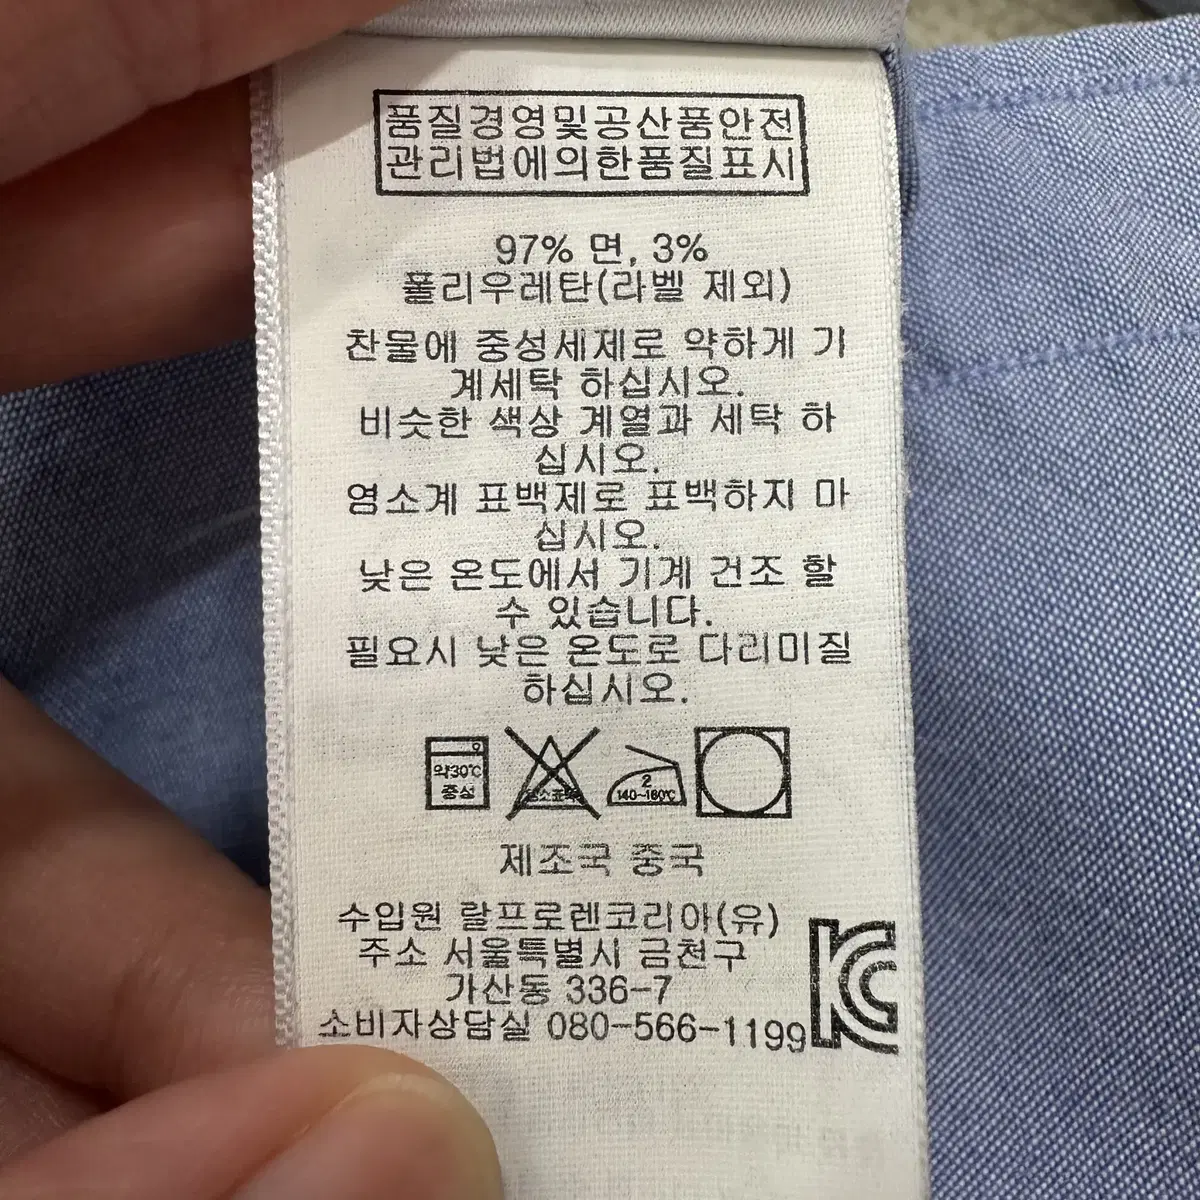 품질경영및공산품안전
관리법에의한품질표시
97% 면, 3%
폴리우레탄(라벨 제외)
찬물에 중성세제로 약하게 기
계세탁 하십시오.
비슷한 색상 계열과 세탁 하
십시오.
염소계 표백제로 표백하지 마
십시오.
낮은 온도에서 기계 건조 할
수 있습니다.
필요시 낮은 온도로 다리미질
하십시오.
약30℃
중성
염소표백
2
140~160℃
제조국 중국
수입원 랄프로렌코리아(유)
주소 서울특별시 금천구
가산동 336-7
소비자상담실 080-566-1199
KC